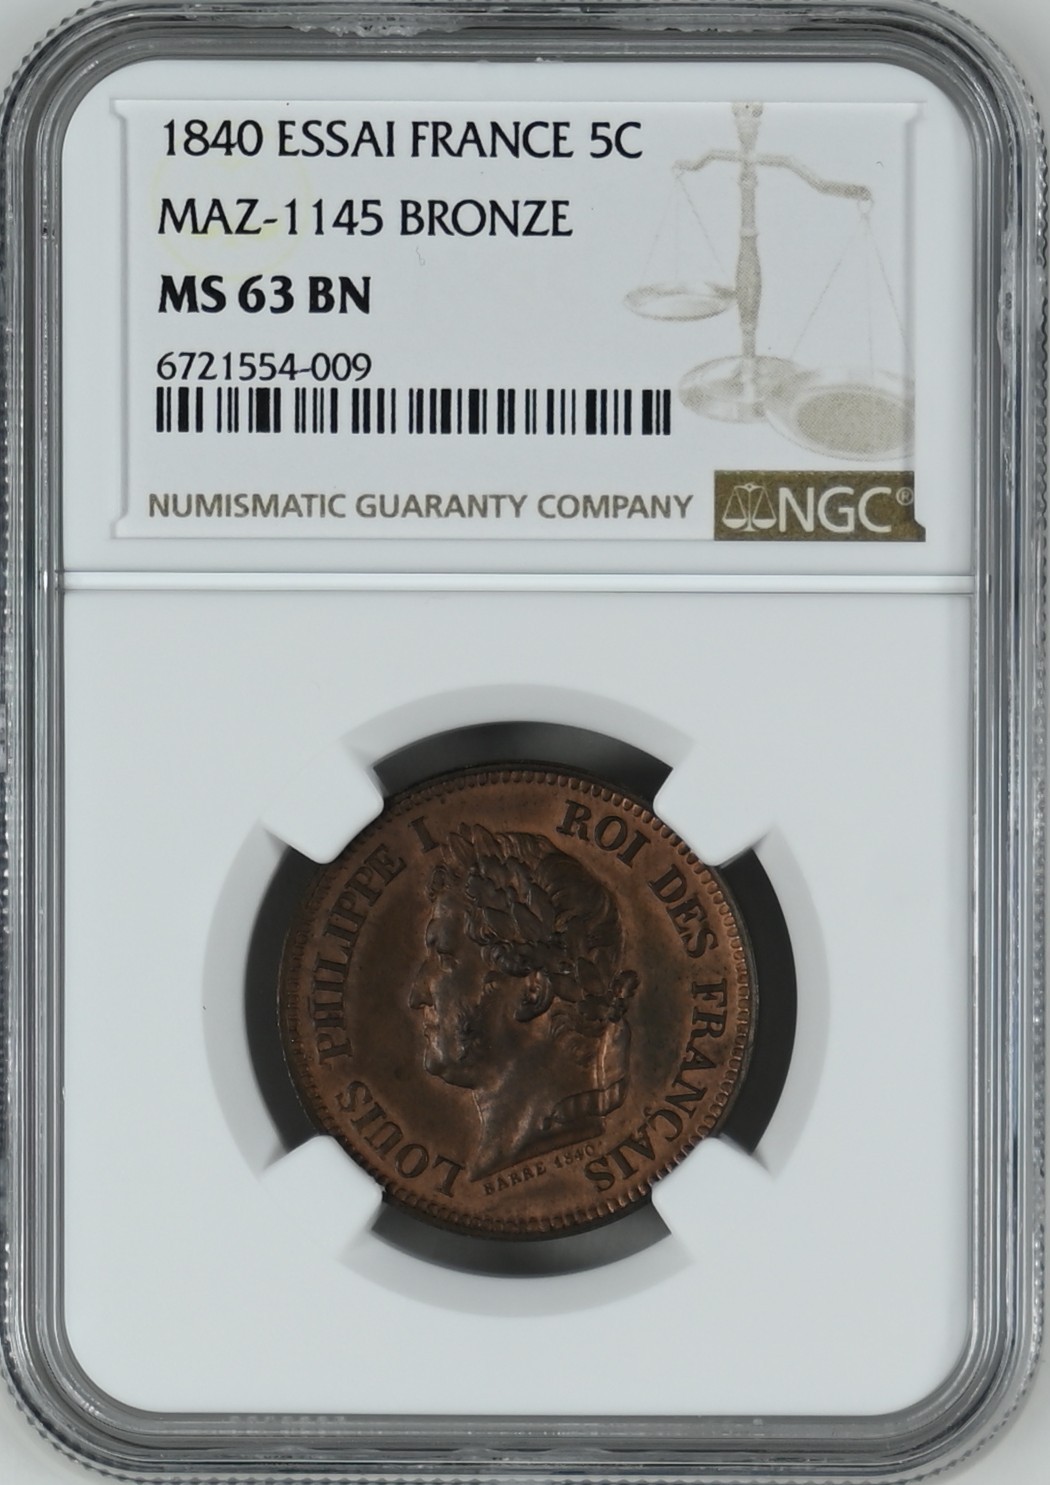 1840 ESSAI FRANCE 5C
MAZ-1145 BRONZE
MS 63 BN
6721554-009
NUMISMATIC GUARANTY COMPANY
NGC®
LOUIS PHILIPPE I ROI DES FRANÇAIS
BARRE 1840.